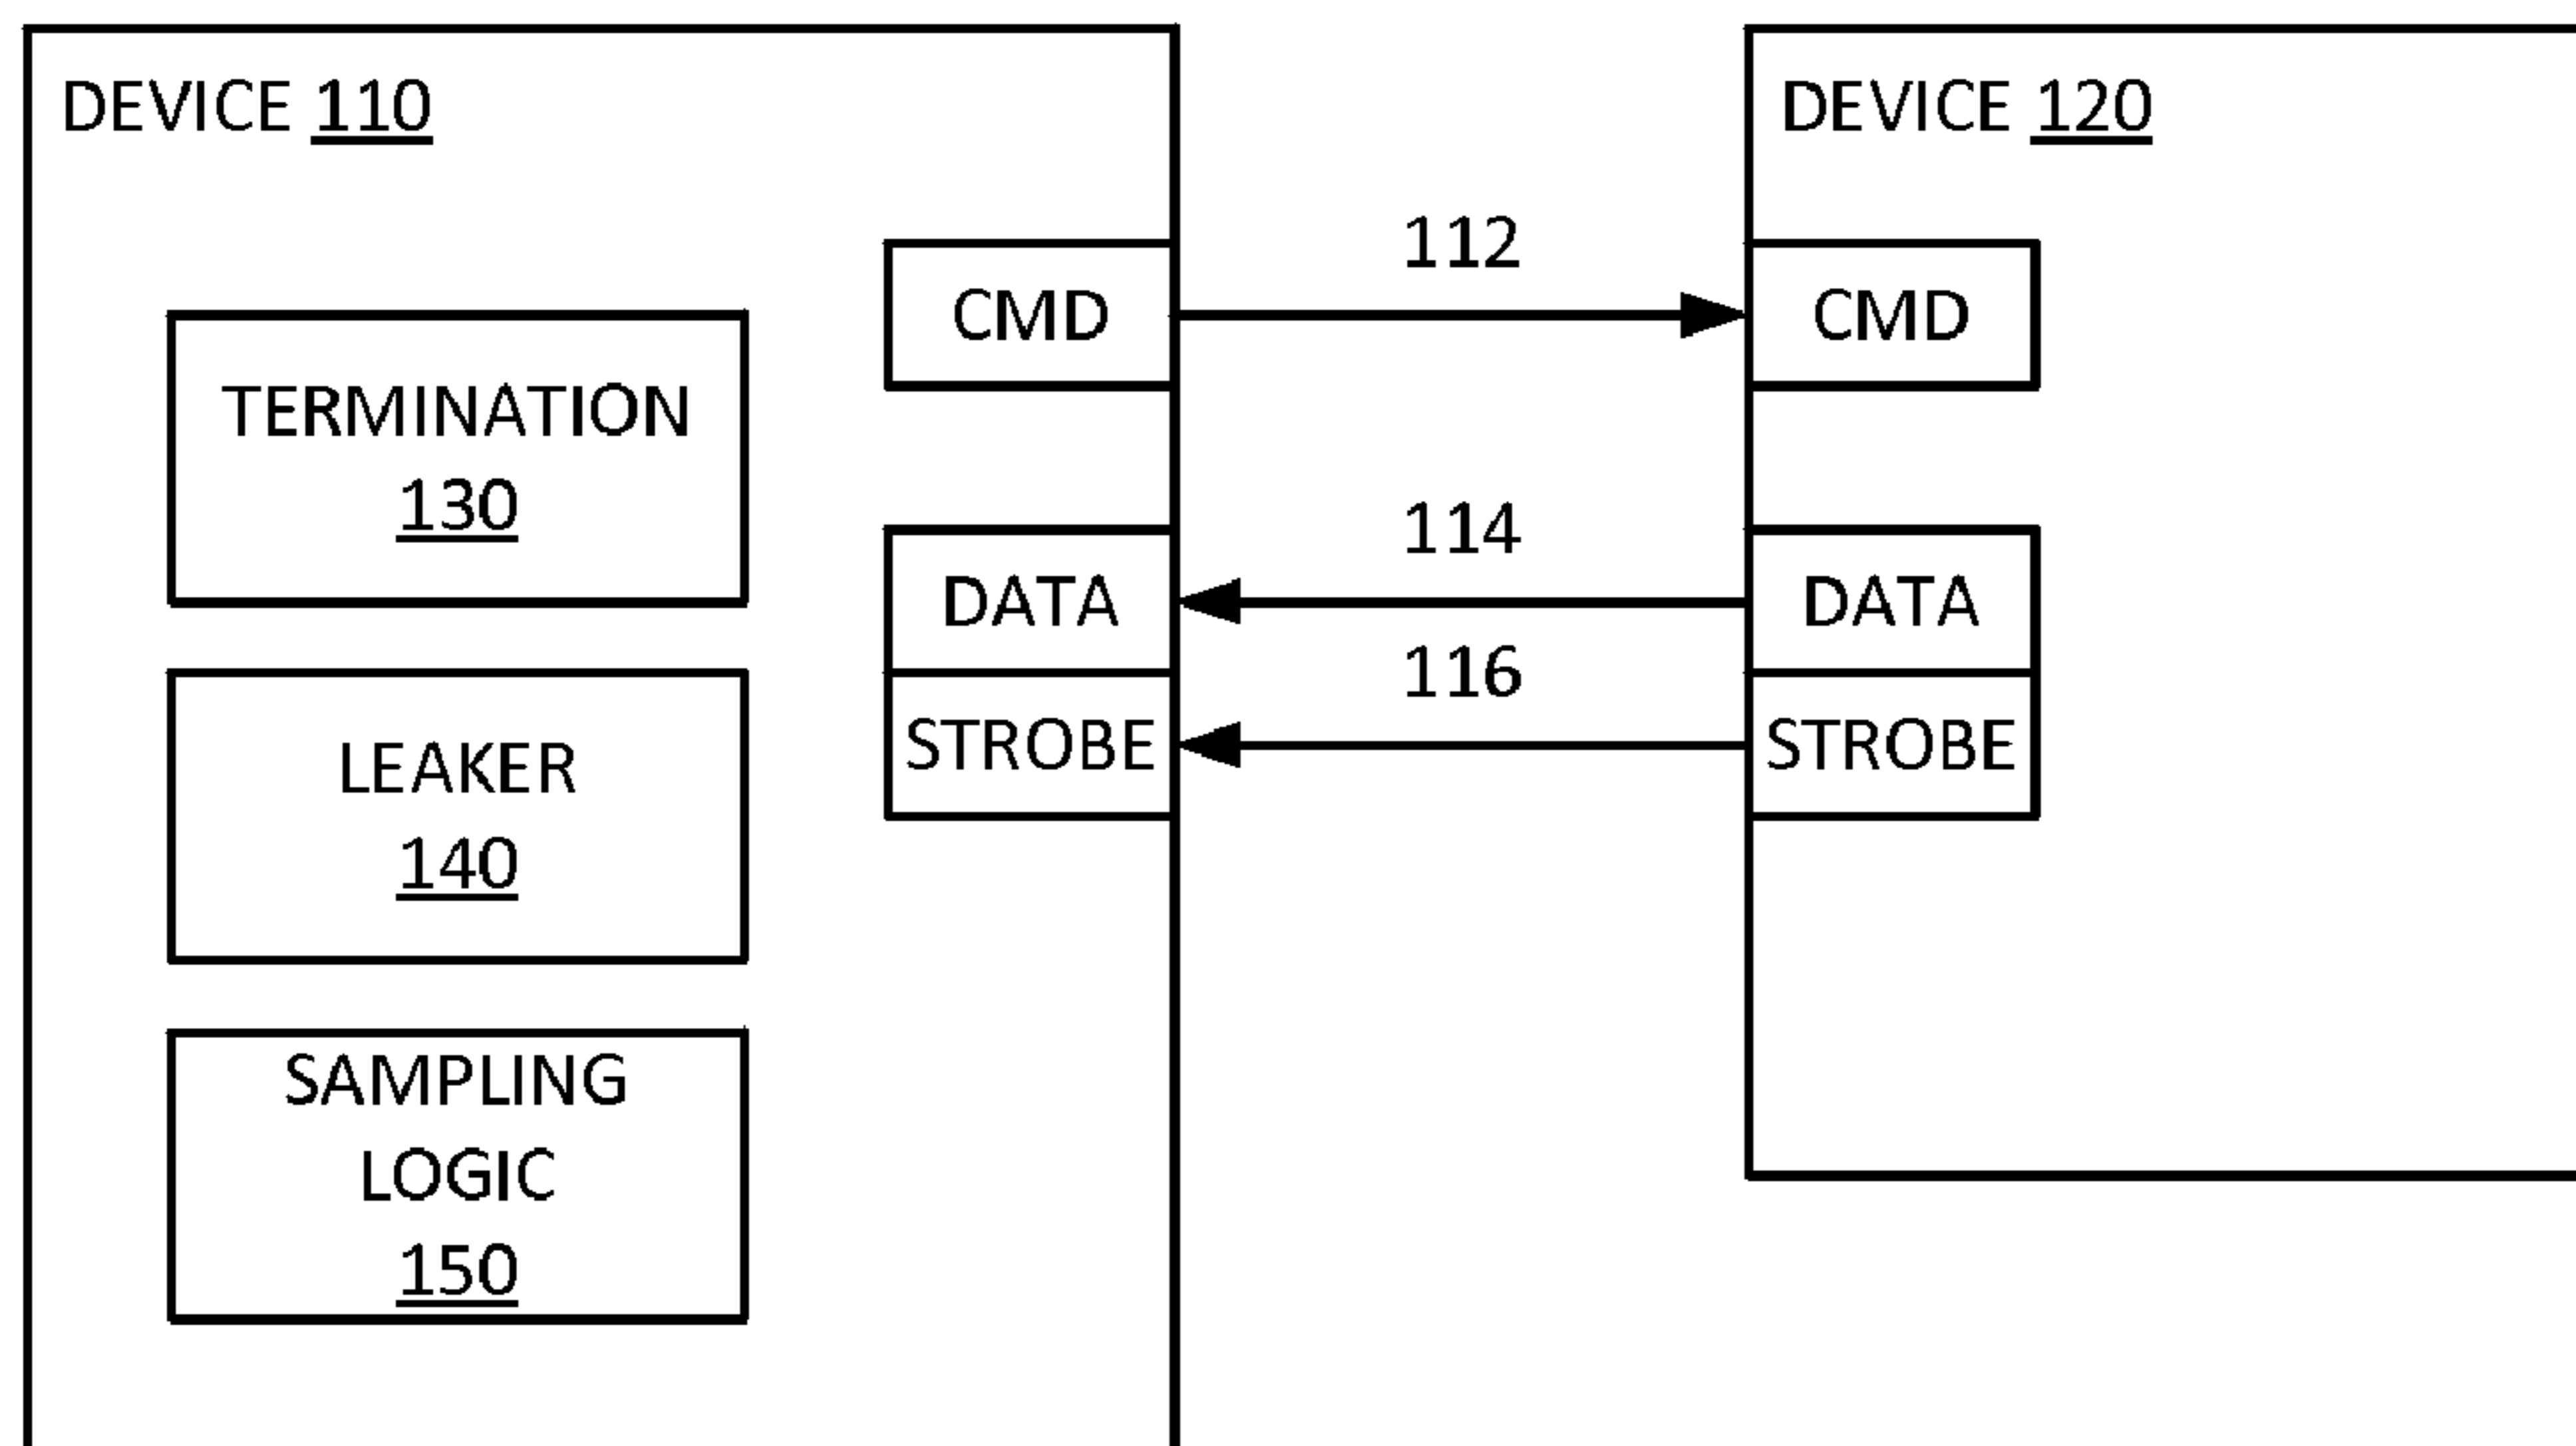 DEVICE 110
TERMINATION
130
LEAKER
140
SAMPLING
LOGIC
150
CMD
DATA
STROBE
112
114
116
DEVICE 120
CMD
DATA
STROBE